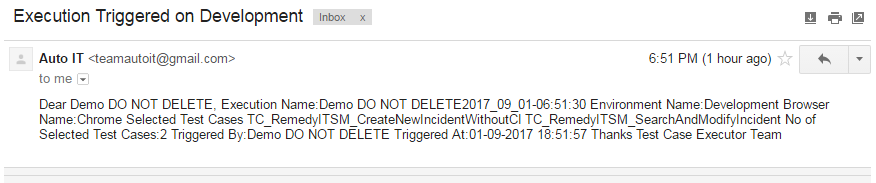 Execution Triggered on Development Inbox x
Auto IT <teamautoit@gmail.com> 6:51 PM (1 hour ago)
to me
Dear Demo DO NOT DELETE, Execution Name:Demo DO NOT DELETE2017_09_01-06:51:30 Environment Name:Development Browser
Name:Chrome Selected Test Cases TC_RemedyITSM_CreateNewIncidentWithoutCI TC_RemedyITSM_SearchAndModifyIncident No of
Selected Test Cases:2 Triggered By:Demo DO NOT DELETE Triggered At:01-09-2017 18:51:57 Thanks Test Case Executor Team